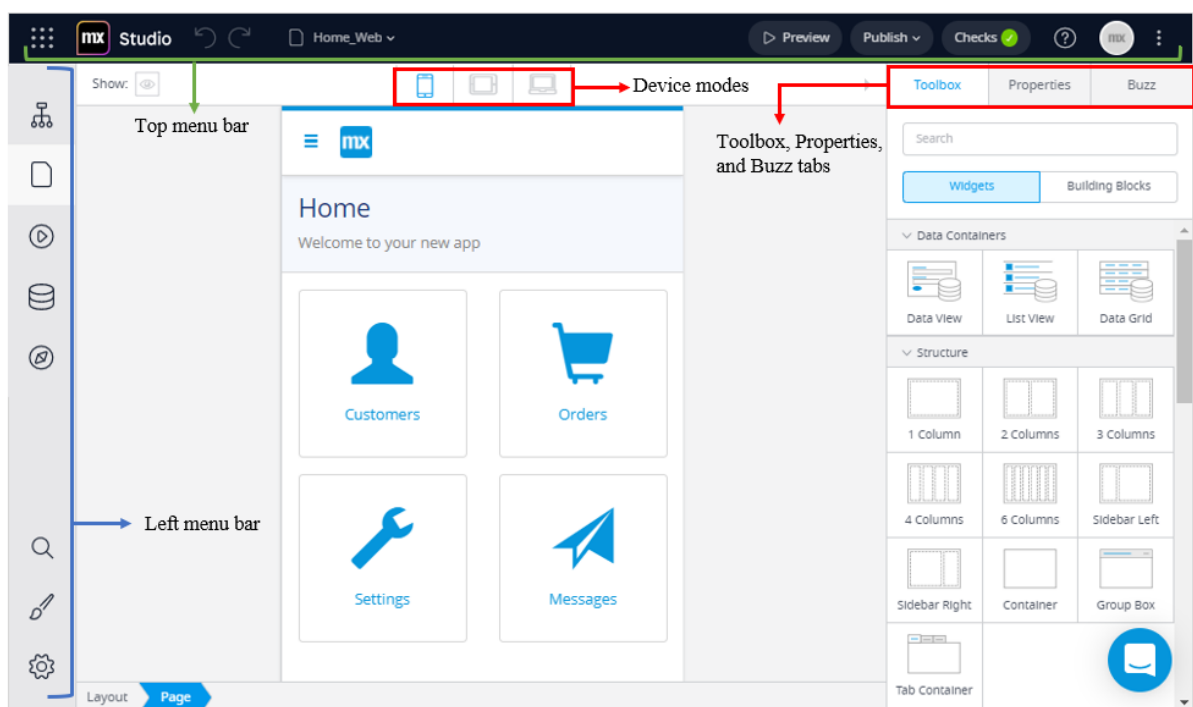 mx Studio Home_Web Preview Publish Checks mx
Show: Device modes Toolbox Properties Buzz
Top menu bar
mx
Toolbox, Properties,
and Buzz tabs
Search
Widgets Building Blocks
Home
Welcome to your new app
Data Containers
Data View List View Data Grid
Structure
Customers Orders
1 Column 2 Columns 3 Columns
Left menu bar
4 Columns 6 Columns Sidebar Left
Settings Messages
Sidebar Right Container Group Box
Tab Container
Layout Page